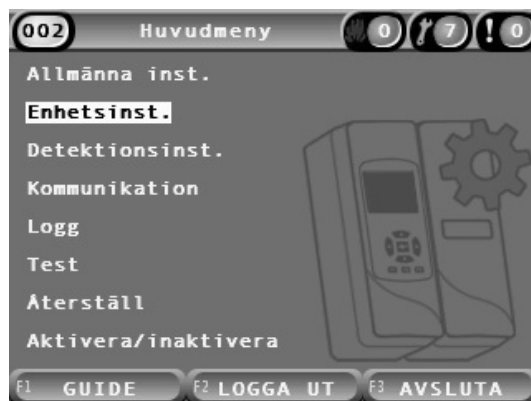 002 Huvudmeny 0 7 ! 0
Allmänna inst.
Enhetsinst.
Detektionsinst.
Kommunikation
Logg
Test
Återställ
Aktivera/inaktivera
F1 GUIDE F2 LOGGA UT F3 AVSLUTA